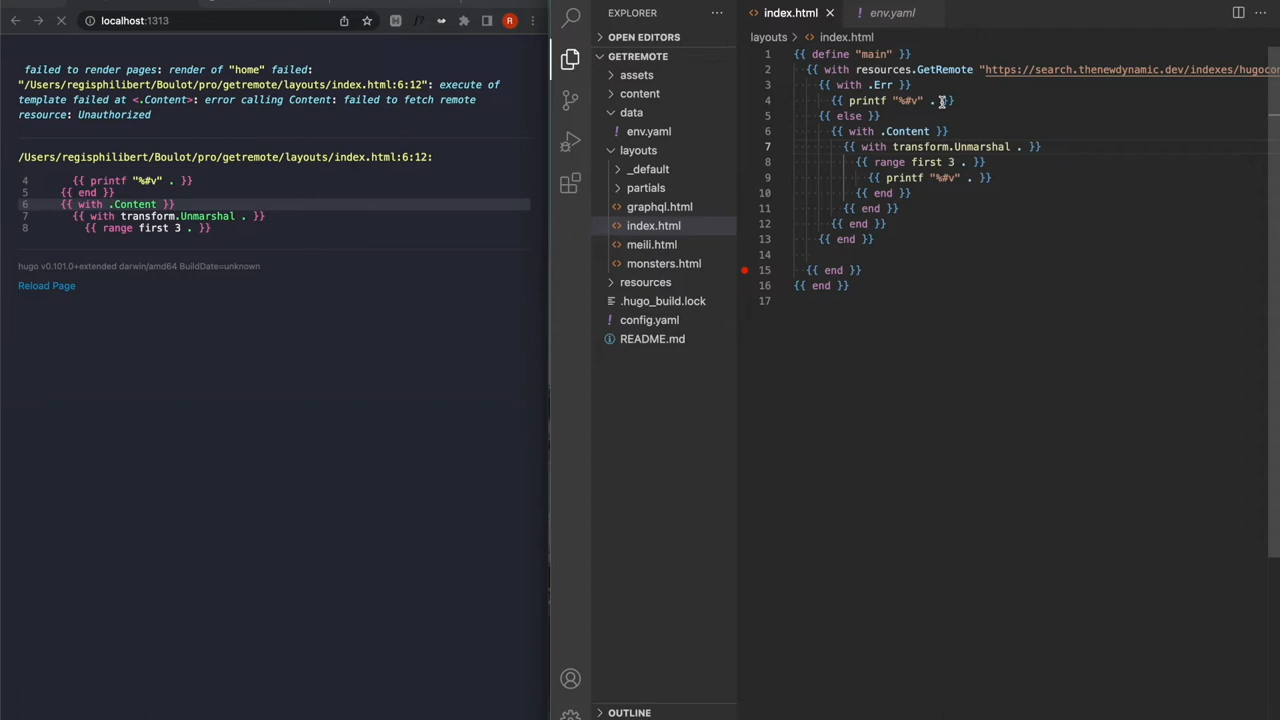 localhost:1313
failed to render pages: render of "home" failed:
"/Users/regisphilibert/Boulot/pro/getremote/layouts/index.html:6:12": execute of
template failed at <.Content>: error calling Content: failed to fetch remote
resource: Unauthorized
/Users/regisphilibert/Boulot/pro/getremote/layouts/index.html:6:12:
4 {{ printf "%#v" . }}
5 {{ end }}
6 {{ with .Content }}
7 {{ with transform.Unmarshal . }}
8 {{ range first 3 . }}
hugo v0.101.0+extended darwin/amd64 BuildDate=unknown
Reload Page
EXPLORER
OPEN EDITORS
GETREMOTE
assets
content
data
env.yaml
layouts
_default
partials
graphql.html
index.html
meili.html
monsters.html
resources
.hugo_build.lock
config.yaml
README.md
OUTLINE
index.html
env.yaml
layouts > index.html
1 {{ define "main" }}
2 {{ with resources.GetRemote "https://search.thenewdynamic.dev/indexes/hugocon
3 {{ with .Err }}
4 {{ printf "%#v" . }}
5 {{ else }}
6 {{ with .Content }}
7 {{ with transform.Unmarshal . }}
8 {{ range first 3 . }}
9 {{ printf "%#v" . }}
10 {{ end }}
11 {{ end }}
12 {{ end }}
13 {{ end }}
14
15 {{ end }}
16 {{ end }}
17